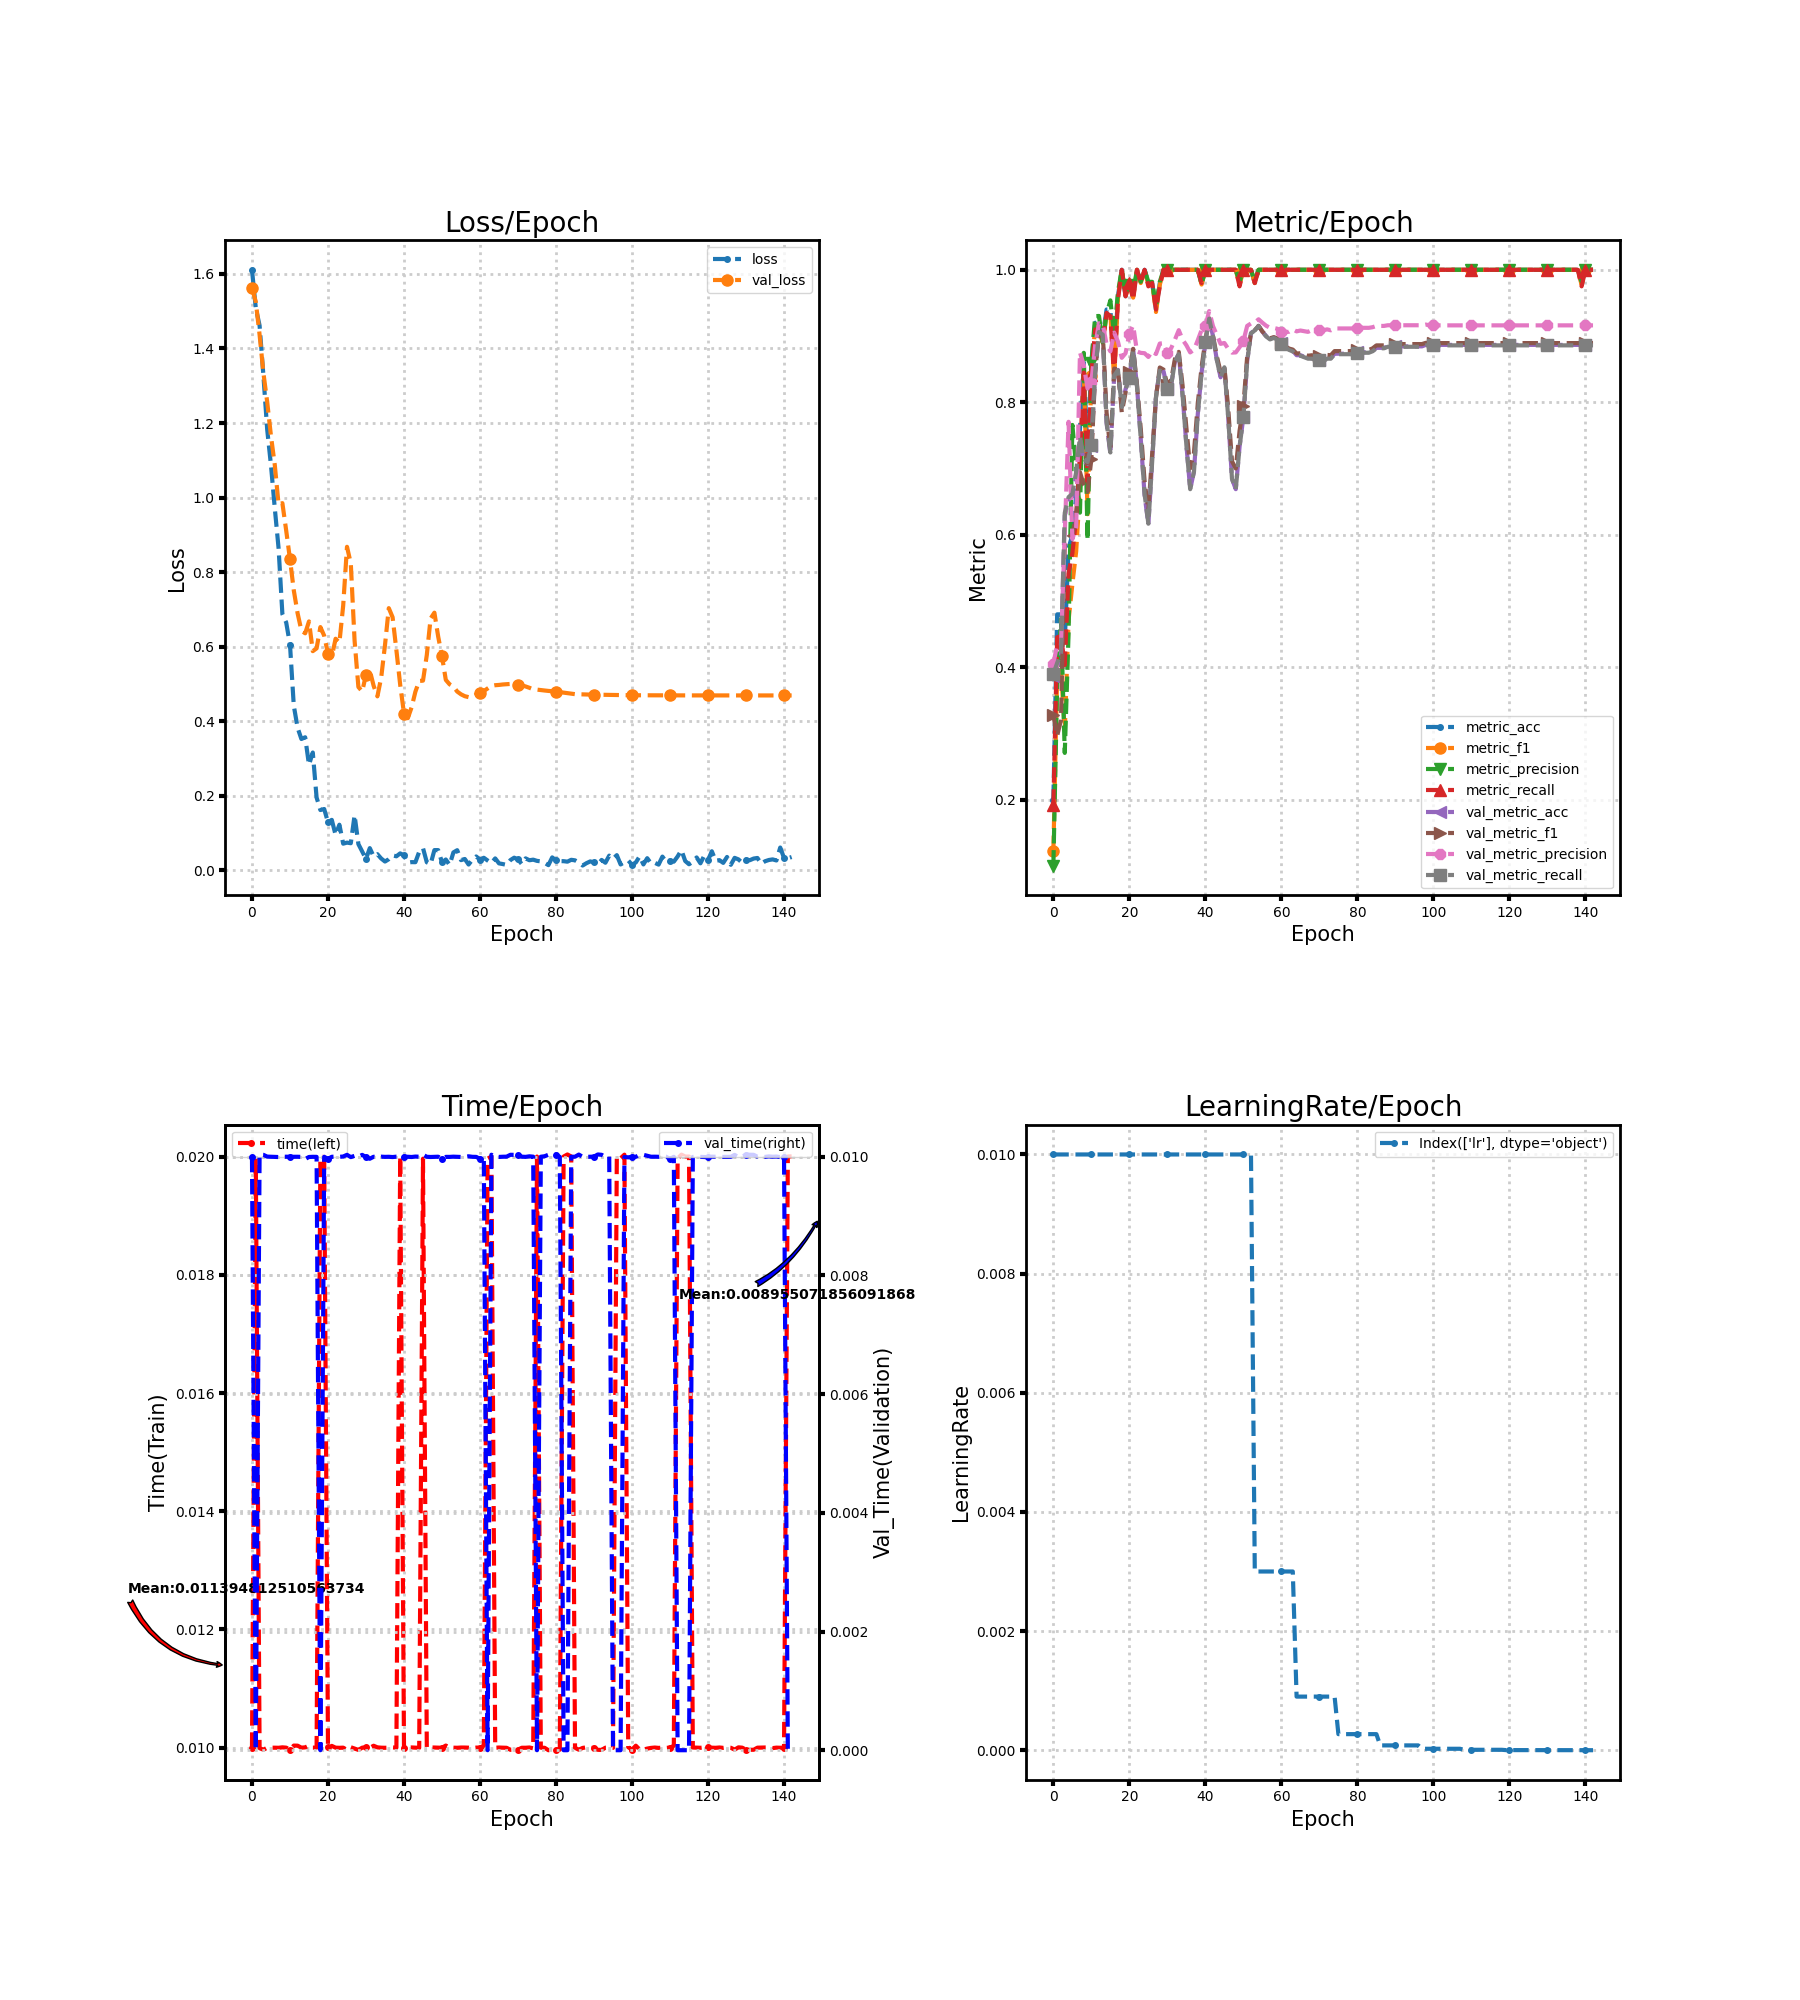 Loss/Epoch
loss
val_loss
1.6
1.4
1.2
1.0
0.8
0.6
0.4
0.2
0.0
Loss
0 20 40 60 80 100 120 140
Epoch
Metric/Epoch
1.0
0.8
0.6
0.4
0.2
Metric
metric_acc
metric_f1
metric_precision
metric_recall
val_metric_acc
val_metric_f1
val_metric_precision
val_metric_recall
0 20 40 60 80 100 120 140
Epoch
Time/Epoch
time(left)
val_time(right)
0.020
0.018
0.016
0.014
0.012
0.010
Time(Train)
Mean:0.011394812510563734
0.010
0.008
0.006
0.004
0.002
0.000
Val_Time(Validation)
Mean:0.008955071856091868
0 20 40 60 80 100 120 140
Epoch
LearningRate/Epoch
Index(['lr'], dtype='object')
0.010
0.008
0.006
0.004
0.002
0.000
LearningRate
0 20 40 60 80 100 120 140
Epoch